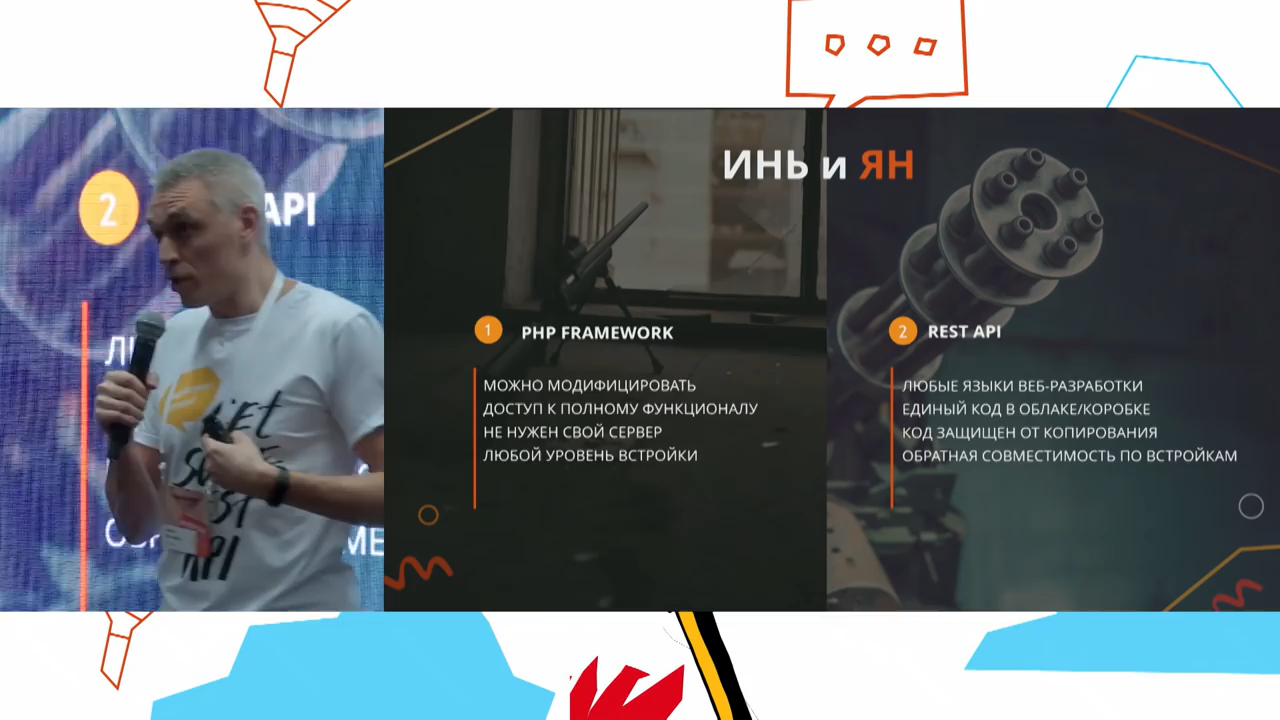 2
API
ИНЬ и ЯН
1 PHP FRAMEWORK
МОЖНО МОДИФИЦИРОВАТЬ
ДОСТУП К ПОЛНОМУ ФУНКЦИОНАЛУ
НЕ НУЖЕН СВОЙ СЕРВЕР
ЛЮБОЙ УРОВЕНЬ ВСТРОЙКИ
2 REST API
ЛЮБЫЕ ЯЗЫКИ ВЕБ-РАЗРАБОТКИ
ЕДИНЫЙ КОД В ОБЛАКЕ/КОРОБКЕ
КОД ЗАЩИЩЕН ОТ КОПИРОВАНИЯ
ОБРАТНАЯ СОВМЕСТИМОСТЬ ПО ВСТРОЙКАМ
API